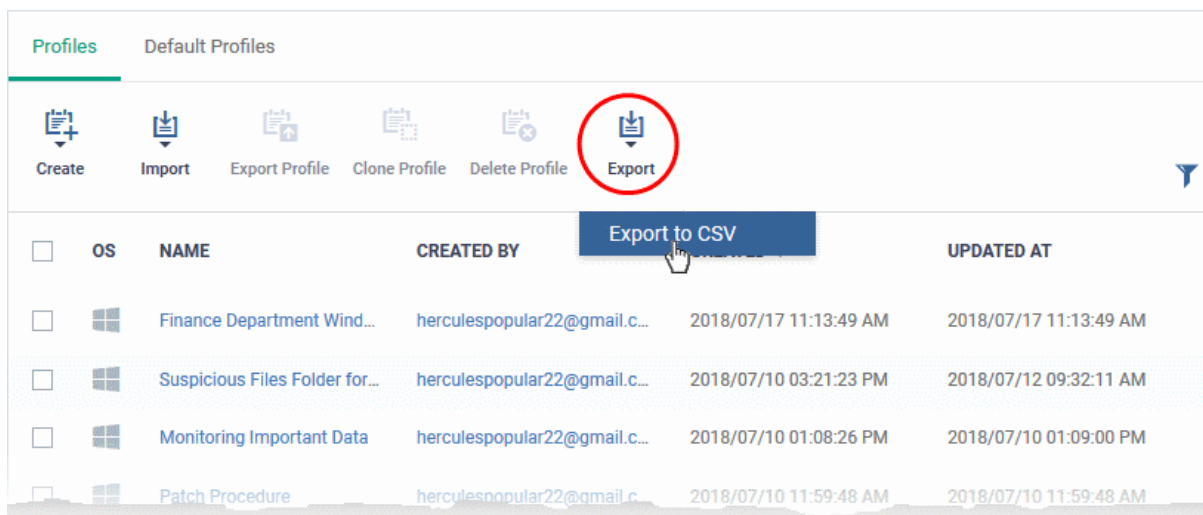 Profiles Default Profiles
Create Import Export Profile Clone Profile Delete Profile Export
Export to CSV
OS NAME CREATED BY UPDATED AT
Finance Department Wind... herculespopular22@gmail.c... 2018/07/17 11:13:49 AM 2018/07/17 11:13:49 AM
Suspicious Files Folder for... herculespopular22@gmail.c... 2018/07/10 03:21:23 PM 2018/07/12 09:32:11 AM
Monitoring Important Data herculespopular22@gmail.c... 2018/07/10 01:08:26 PM 2018/07/10 01:09:00 PM
Patch Procedure herculespopular22@gmail.c... 2018/07/10 11:59:48 AM 2018/07/10 11:59:48 AM